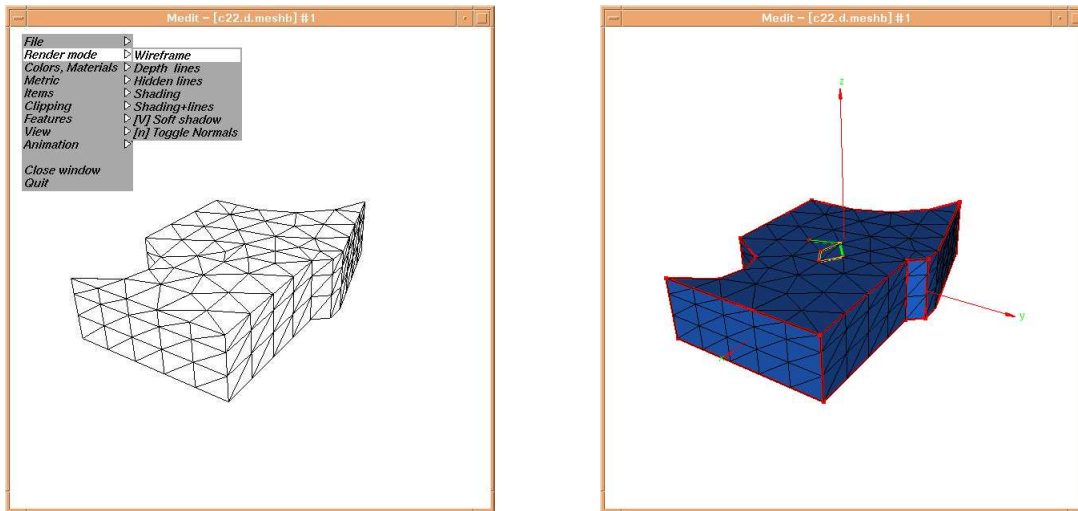 Medit - [c22.d.meshb] #1
File
Render mode
Colors, Materials
Metric
Items
Clipping
Features
View
Animation
Close window
Quit
Wireframe
Depth lines
Hidden lines
Shading
Shading+lines
[V] Soft shadow
[n] Toggle Normals
Medit - [c22.d.meshb] #1
z
y